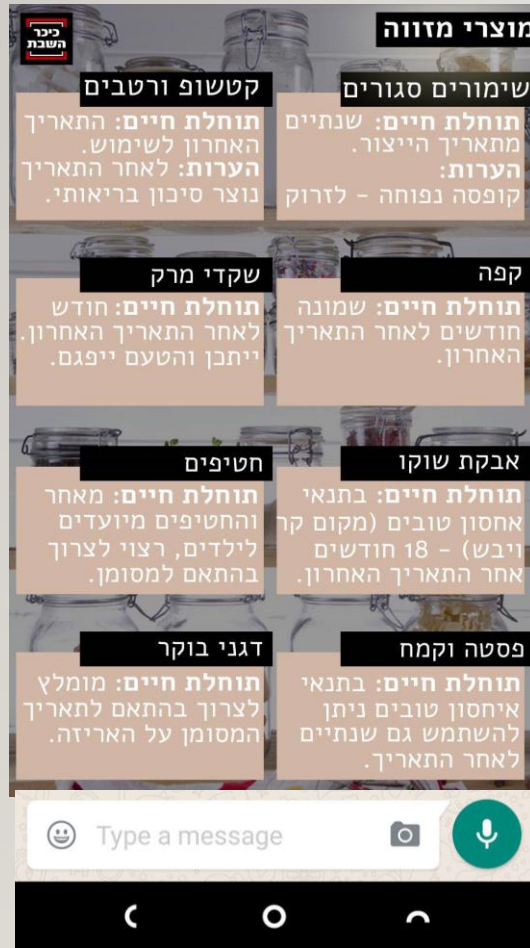 מוצרי מזווה
כיכר
השבת
שימורים סגורים
תוחלת חיים: שנתיים
מתאריך הייצור.
הערות:
קופסה נפוחה - לזרוק
קטשופ ורטבים
תוחלת חיים: התאריך
האחרון לשימוש.
הערות: לאחר התאריך
נוצר סיכון בריאותי.
קפה
תוחלת חיים: שמונה
חודשים לאחר התאריך
האחרון.
שקדי מרק
תוחלת חיים: חודש
לאחר התאריך האחרון.
ייתכן והטעם ייפגם.
אבקת שוקו
תוחלת חיים: בתנאי
אחסון טובים (מקום קר
ויבש) - 18 חודשים
אחר התאריך האחרון.
חטיפים
תוחלת חיים: מאחר
והחטיפים מיועדים
לילדים, רצוי לצרוך
בהתאם למסומן.
פסטה וקמח
תוחלת חיים: בתנאי
איחסון טובים ניתן
להשתמש גם שנתיים
לאחר התאריך.
דגני בוקר
תוחלת חיים: מומלץ
לצרוך בהתאם לתאריך
המסומן על האריזה.
Type a message